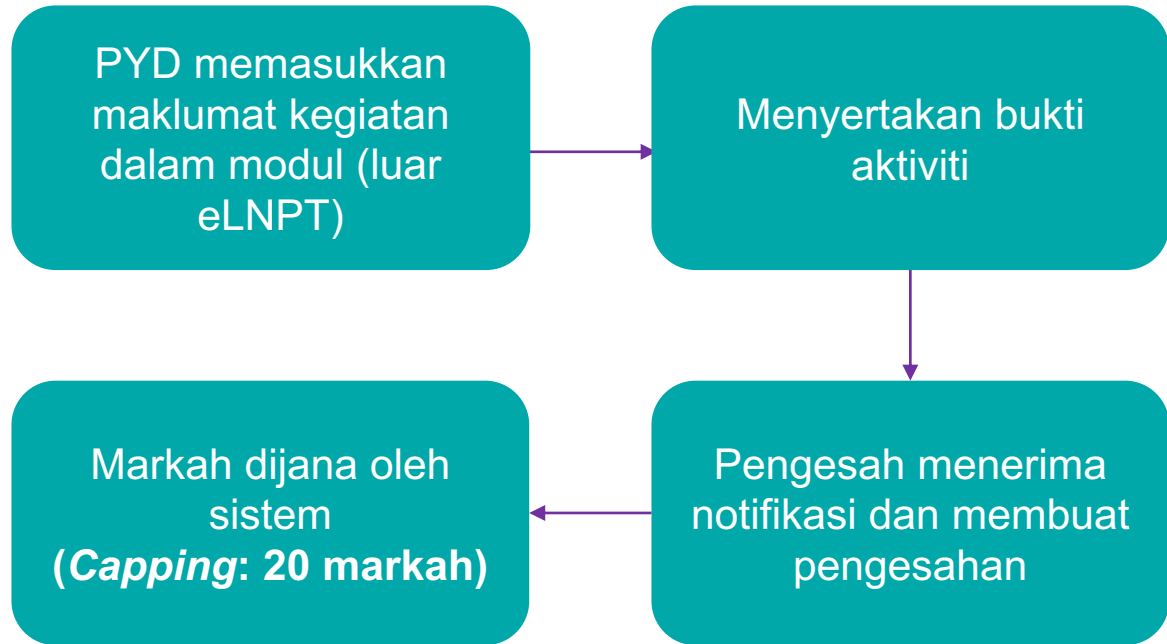 PYD memasukkan
maklumat kegiatan
dalam modul (luar
eLNPT)
Menyertakan bukti
aktiviti
Pengesah menerima
notifikasi dan membuat
pengesahan
Markah dijana oleh
sistem
(Capping: 20 markah)